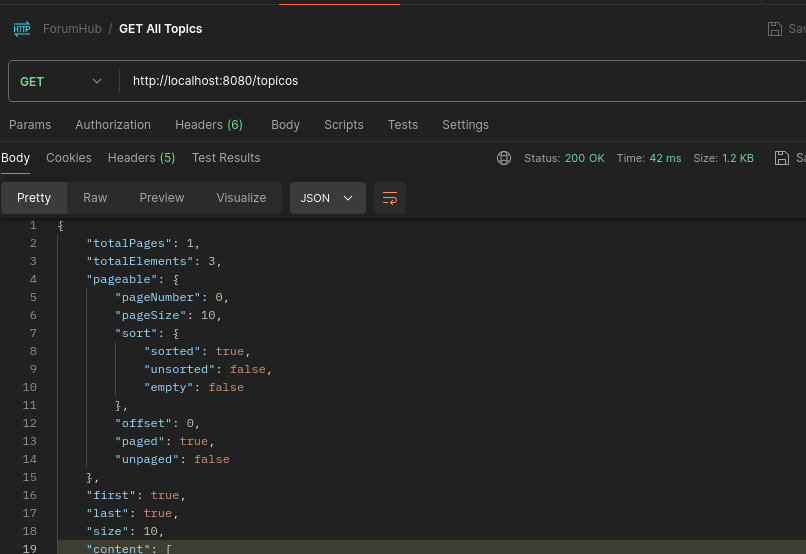 HTTP ForumHub / GET All Topics
GET http://localhost:8080/topicos
Params Authorization Headers (6) Body Scripts Tests Settings
Body Cookies Headers (5) Test Results Status: 200 OK Time: 42 ms Size: 1.2 KB
Pretty Raw Preview Visualize JSON
1 {
2 "totalPages": 1,
3 "totalElements": 3,
4 "pageable": {
5 "pageNumber": 0,
6 "pageSize": 10,
7 "sort": {
8 "sorted": true,
9 "unsorted": false,
10 "empty": false
11 },
12 "offset": 0,
13 "paged": true,
14 "unpaged": false
15 },
16 "first": true,
17 "last": true,
18 "size": 10,
19 "content": [